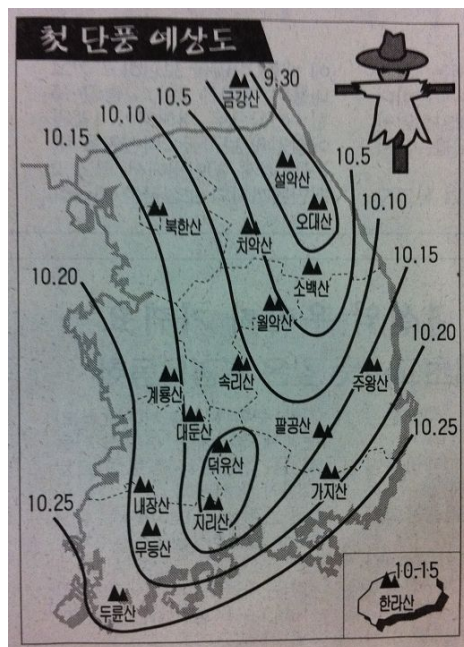 첫 단풍 예상도
9.30
금강산
10.5
10.10
10.15
설악산
오대산
10.5
북한산
치악산
10.10
소백산
10.15
10.20
월악산
10.20
계룡산
속리산
주왕산
대둔산
팔공산
10.25
덕유산
가지산
내장산
지리산
10.25
무등산
두륜산
10.15
한라산